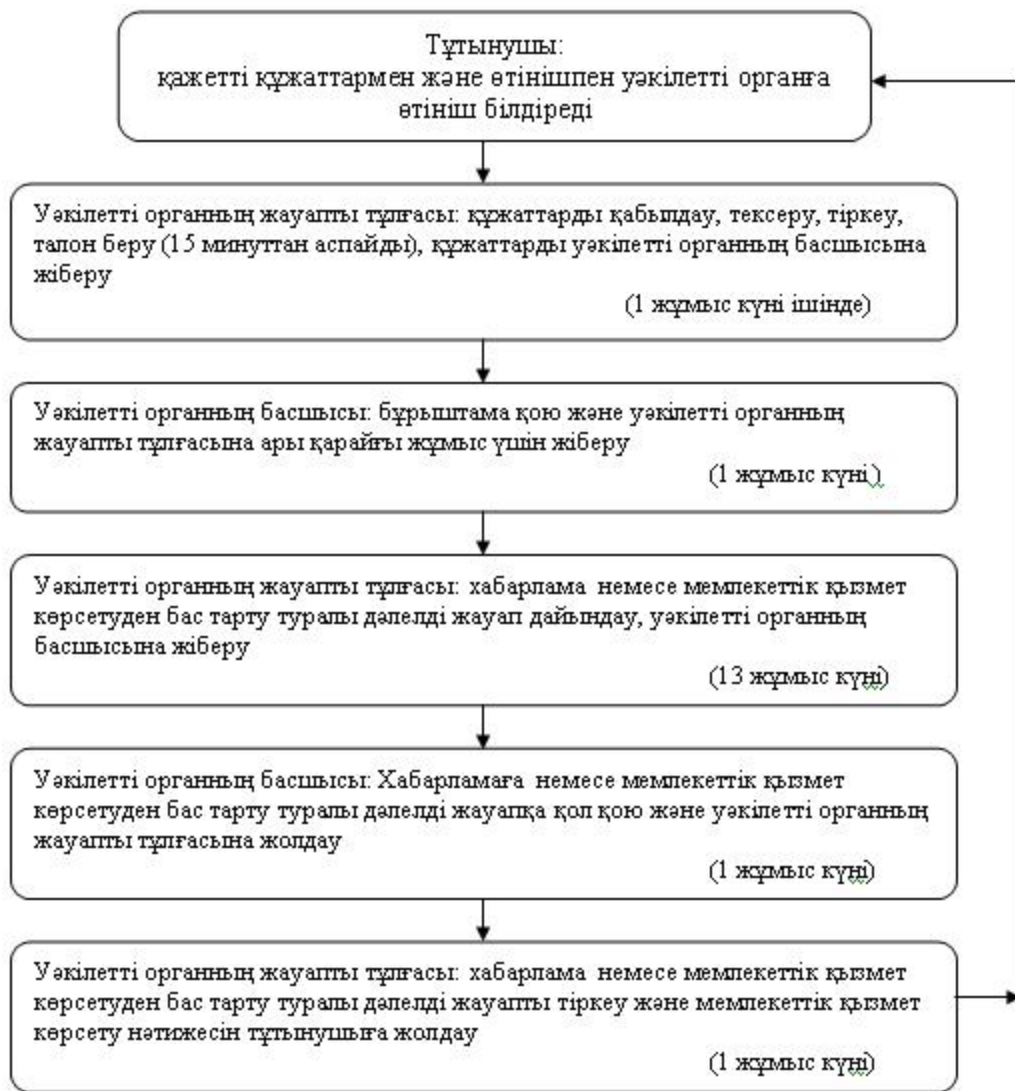 Тұтынушы:
қажетті құжаттармен және өтінішпен уәкілетті органға
өтініш білдіреді
Уәкілетті органның жауапты тұлғасы: құжаттарды қабылдау, тексеру, тіркеу,
талон беру (15 минуттан аспайды), құжаттарды уәкілетті органның басшысына
жіберу
(1 жұмыс күні ішінде)
Уәкілетті органның басшысы: бұрыштама қою және уәкілетті органның
жауапты тұлғасына ары қарайғы жұмыс үшін жіберу
(1 жұмыс күні )
Уәкілетті органның жауапты тұлғасы: хабарлама немесе мемлекеттік қызмет
көрсетуден бас тарту туралы дәлелді жауап дайындау, уәкілетті органның
басшысына жіберу
(13 жұмыс күні)
Уәкілетті органның басшысы: Хабарламаға немесе мемлекеттік қызмет
көрсетуден бас тарту туралы дәлелді жауапқа қол қою және уәкілетті органның
жауапты тұлғасына жолдау
(1 жұмыс күні)
Уәкілетті органның жауапты тұлғасы: хабарлама немесе мемлекеттік қызмет
көрсетуден бас тарту туралы дәлелді жауапты тіркеу және мемлекеттік қызмет
көрсету нәтижесін тұтынушыға жолдау
(1 жұмыс күні)